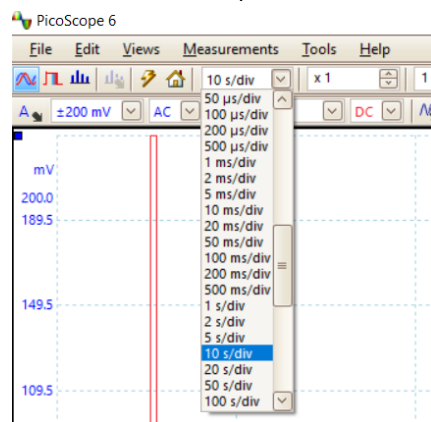 PicoScope 6
File Edit Views Measurements Tools Help
10 s/div x 1 1
A ±200 mV AC DC
50 µs/div
100 µs/div
200 µs/div
500 µs/div
1 ms/div
2 ms/div
5 ms/div
10 ms/div
20 ms/div
50 ms/div
100 ms/div
200 ms/div
500 ms/div
1 s/div
2 s/div
5 s/div
10 s/div
20 s/div
50 s/div
100 s/div
mV
200.0
189.5
149.5
109.5